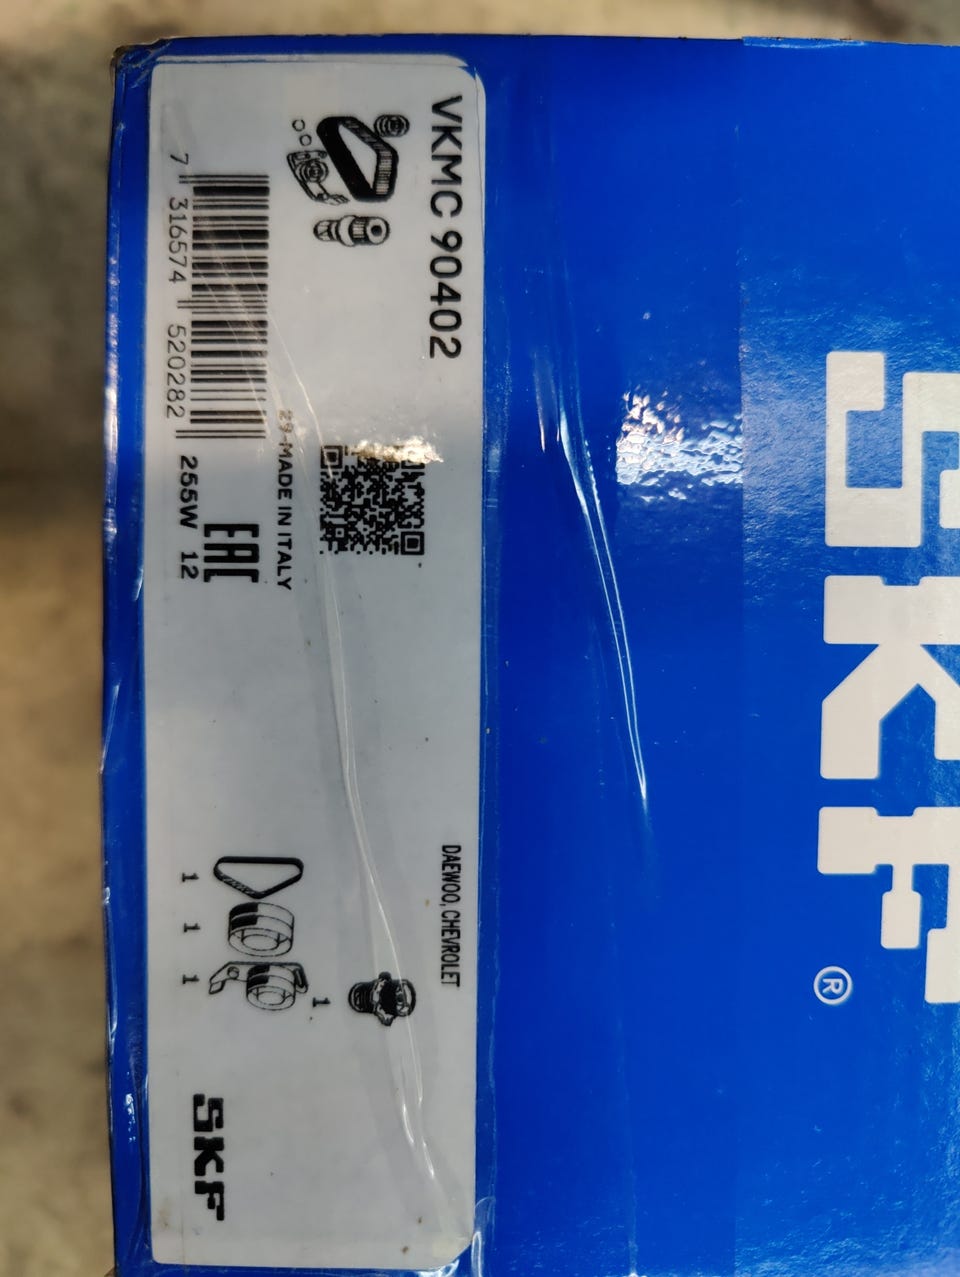 VKMC 90402
29-MADE IN ITALY
EAC
7 316574 520282
255W 12
DAEWOO, CHEVROLET
1
1
1
1
SKF
SKF
®